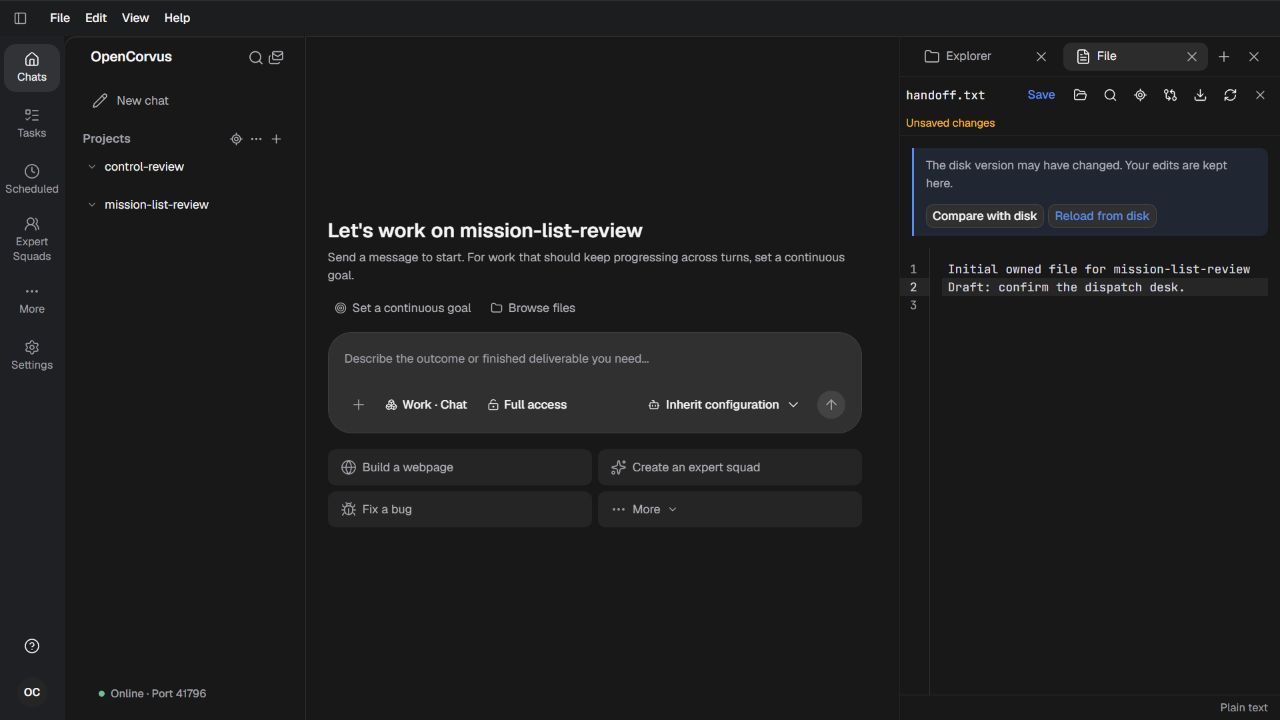 File Edit View Help
Chats
Tasks
Scheduled
Expert
Squads
More
Settings
OC
OpenCorvus
New chat
Projects
control-review
mission-list-review
Online · Port 41796
Let's work on mission-list-review
Send a message to start. For work that should keep progressing across turns, set a continuous
goal.
Set a continuous goal Browse files
Describe the outcome or finished deliverable you need...
Work · Chat Full access Inherit configuration
Build a webpage Create an expert squad
Fix a bug More
Explorer File
handoff.txt Save
Unsaved changes
The disk version may have changed. Your edits are kept
here.
Compare with disk Reload from disk
1 Initial owned file for mission-list-review
2 Draft: confirm the dispatch desk.
3
Plain text